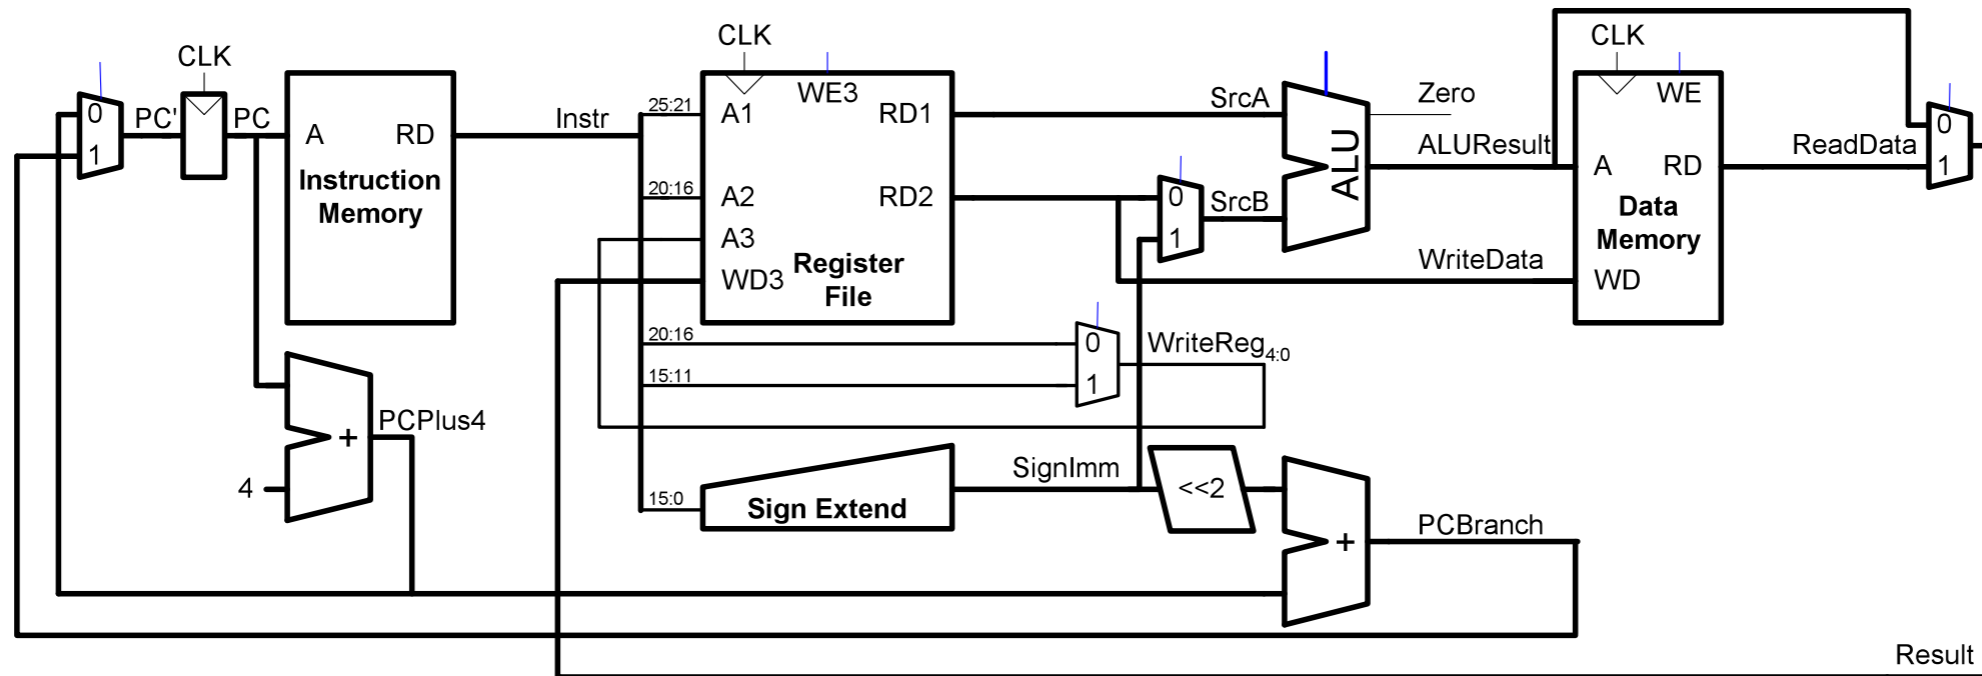 CLK
CLK
CLK
0
1
PC'
PC
A
RD
Instruction
Memory
Instr
25:21
20:16
A1
A2
A3
WD3
WE3
RD1
RD2
Register
File
SrcA
0
1
SrcB
ALU
Zero
ALUResult
WriteData
WE
A
RD
Data
Memory
WD
ReadData
0
1
20:16
15:11
0
1
WriteReg4:0
+
PCPlus4
4
15:0
Sign Extend
SignImm
<<2
+
PCBranch
Result